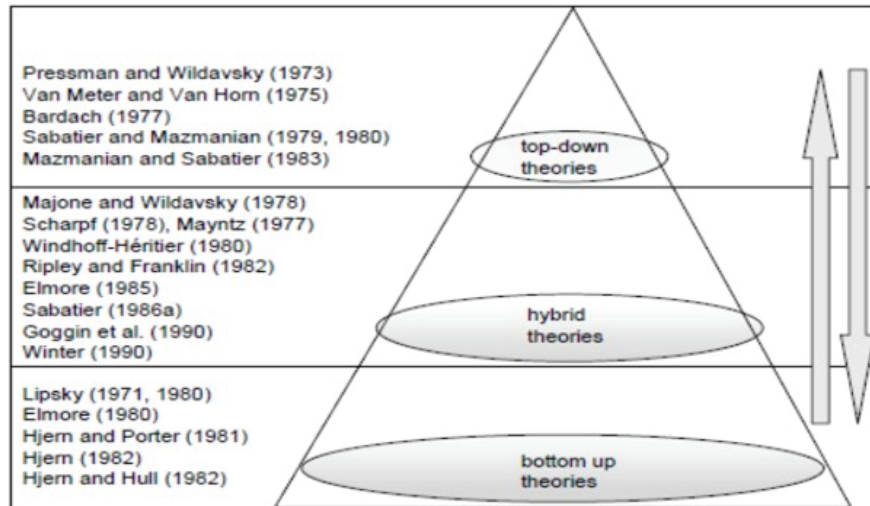 Pressman and Wildavsky (1973)
Van Meter and Van Horn (1975)
Bardach (1977)
Sabatier and Mazmanian (1979, 1980)
Mazmanian and Sabatier (1983)
top-down
theories
Majone and Wildavsky (1978)
Scharpf (1978), Mayntz (1977)
Windhoff-Héritier (1980)
Ripley and Franklin (1982)
Elmore (1985)
Sabatier (1986a)
Goggin et al. (1990)
Winter (1990)
hybrid
theories
Lipsky (1971, 1980)
Elmore (1980)
Hjern and Porter (1981)
Hjern (1982)
Hjern and Hull (1982)
bottom up
theories